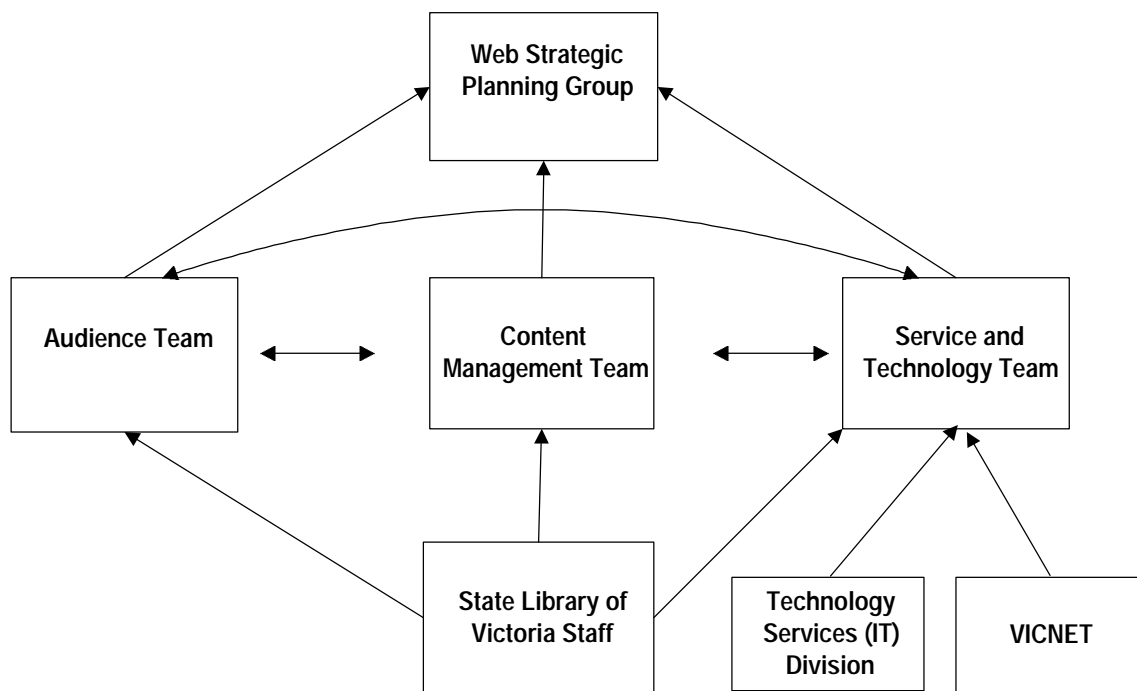 Web Strategic
Planning Group
Audience Team
Content
Management Team
Service and
Technology Team
State Library of
Victoria Staff
Technology
Services (IT)
Division
VICNET